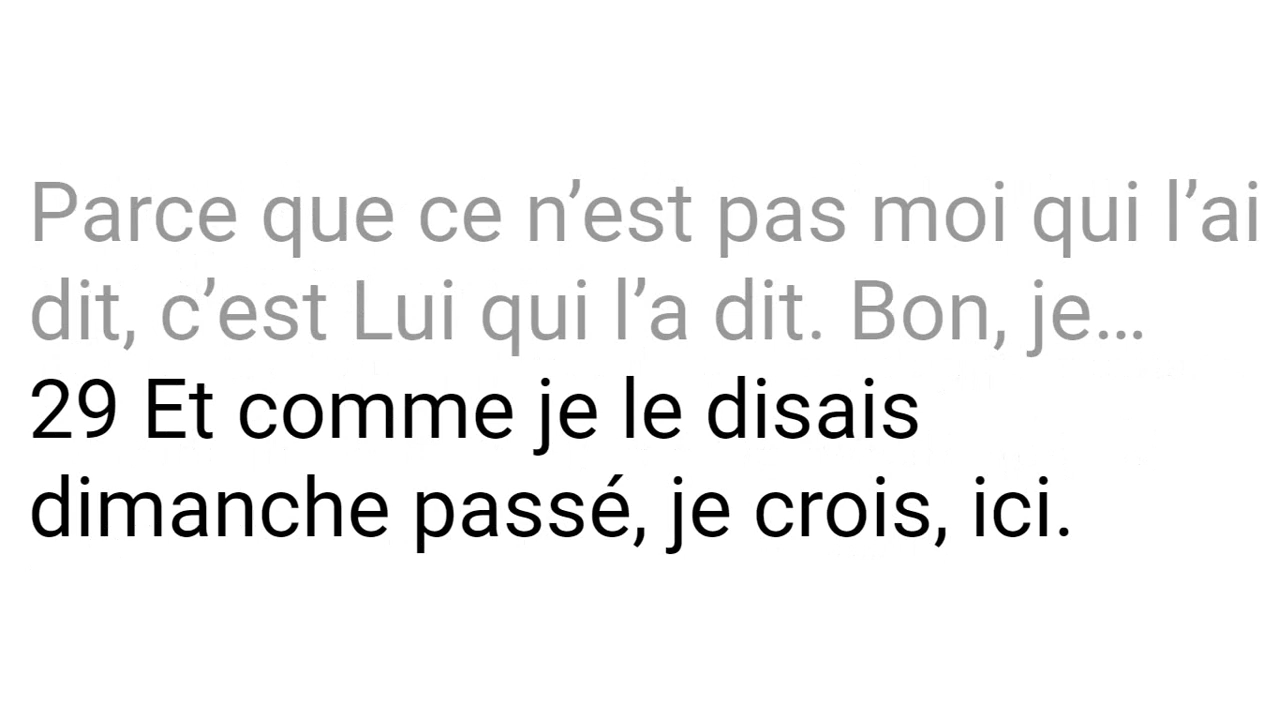 Parce que ce n’est pas moi qui l’ai
dit, c’est Lui qui l’a dit. Bon, je…
29 Et comme je le disais
dimanche passé, je crois, ici.